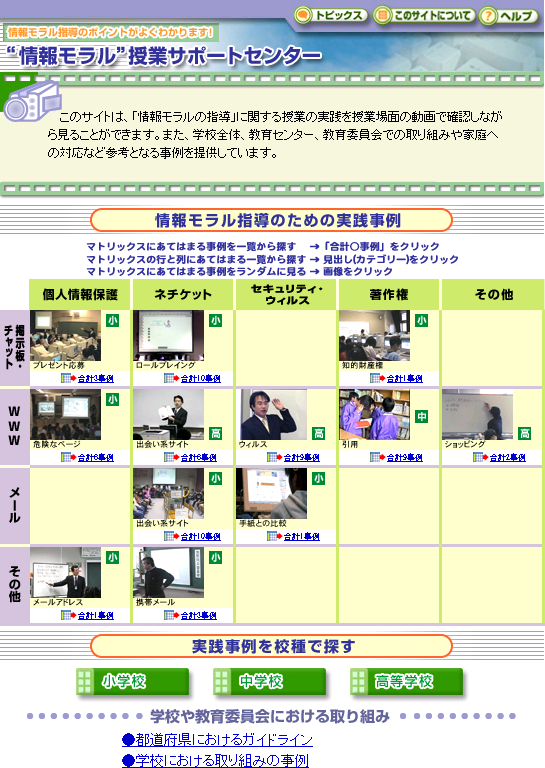 トピックス
このサイトについて
ヘルプ
情報モラル指導のポイントがよくわかります！
“情報モラル”授業サポートセンター
このサイトは、「情報モラルの指導」に関する授業の実践を授業場面の動画で確認しなが
ら見ることができます。また、学校全体、教育センター、教育委員会での取り組みや家庭へ
の対応など参考となる事例を提供しています。
情報モラル指導のための実践事例
マトリックスにあてはまる事例を一覧から探す →「合計○事例」をクリック
マトリックスの行と列にあてはまる一覧から探す → 見出し(カテゴリー)をクリック
マトリックスにあてはまる事例をランダムに見る → 画像をクリック
個人情報保護
ネチケット
セキュリティ・
ウィルス
著作権
その他
掲示板・
チャット
小
プレゼント応募
合計3事例
小
ロールプレイング
合計10事例
小
知的財産権
合計1事例
WWW
小
危険なページ
合計6事例
高
出会い系サイト
合計6事例
高
ウィルス
合計9事例
中
引用
合計9事例
高
ショッピング
合計2事例
メール
小
出会い系サイト
合計10事例
小
手紙との比較
合計1事例
その他
小
メールアドレス
合計1事例
小
携帯メール
合計3事例
実践事例を校種で探す
小学校
中学校
高等学校
学校や教育委員会における取り組み
●都道府県におけるガイドライン
●学校における取り組みの事例